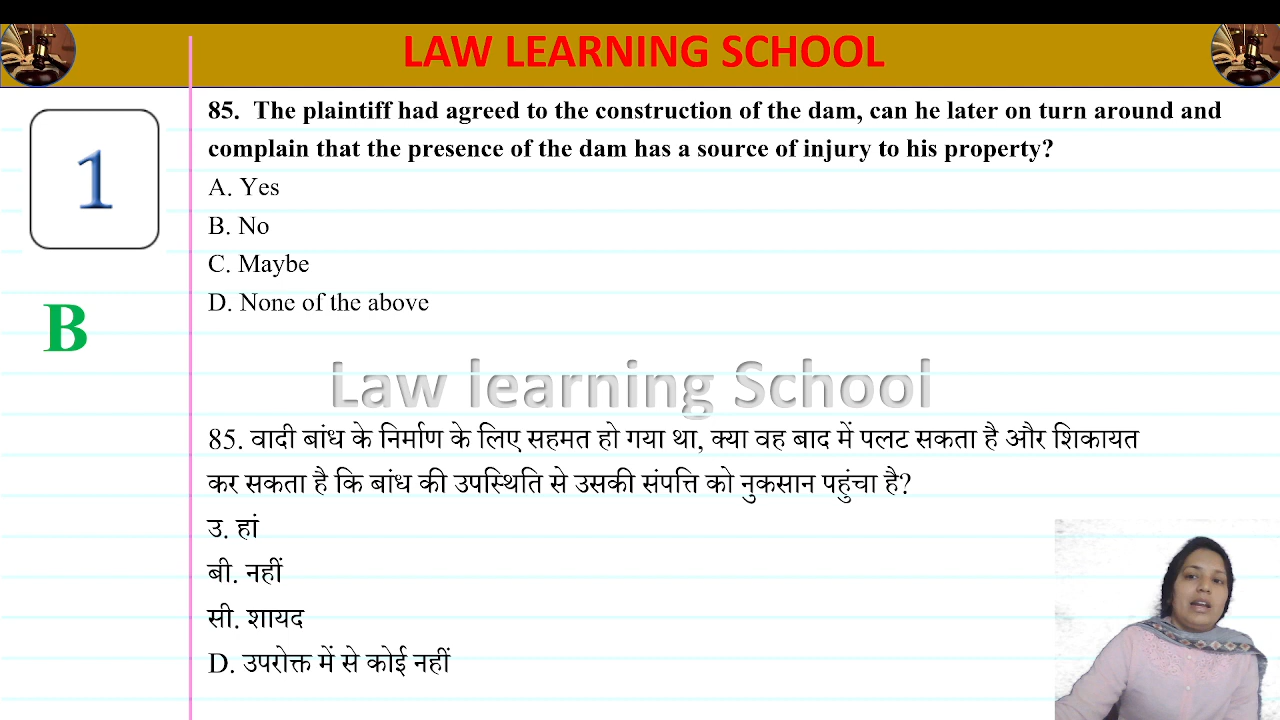 LAW LEARNING SCHOOL
1
B
85. The plaintiff had agreed to the construction of the dam, can he later on turn around and
complain that the presence of the dam has a source of injury to his property?
A. Yes
B. No
C. Maybe
D. None of the above
Law learning School
85. वादी बांध के निर्माण के लिए सहमत हो गया था, क्या वह बाद में पलट सकता है और शिकायत
कर सकता है कि बांध की उपस्थिति से उसकी संपत्ति को नुकसान पहुंचा है?
उ. हां
बी. नहीं
सी. शायद
D. उपरोक्त में से कोई नहीं